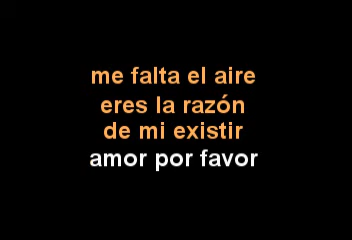 me falta el aire
eres la razón
de mi existir
amor por favor